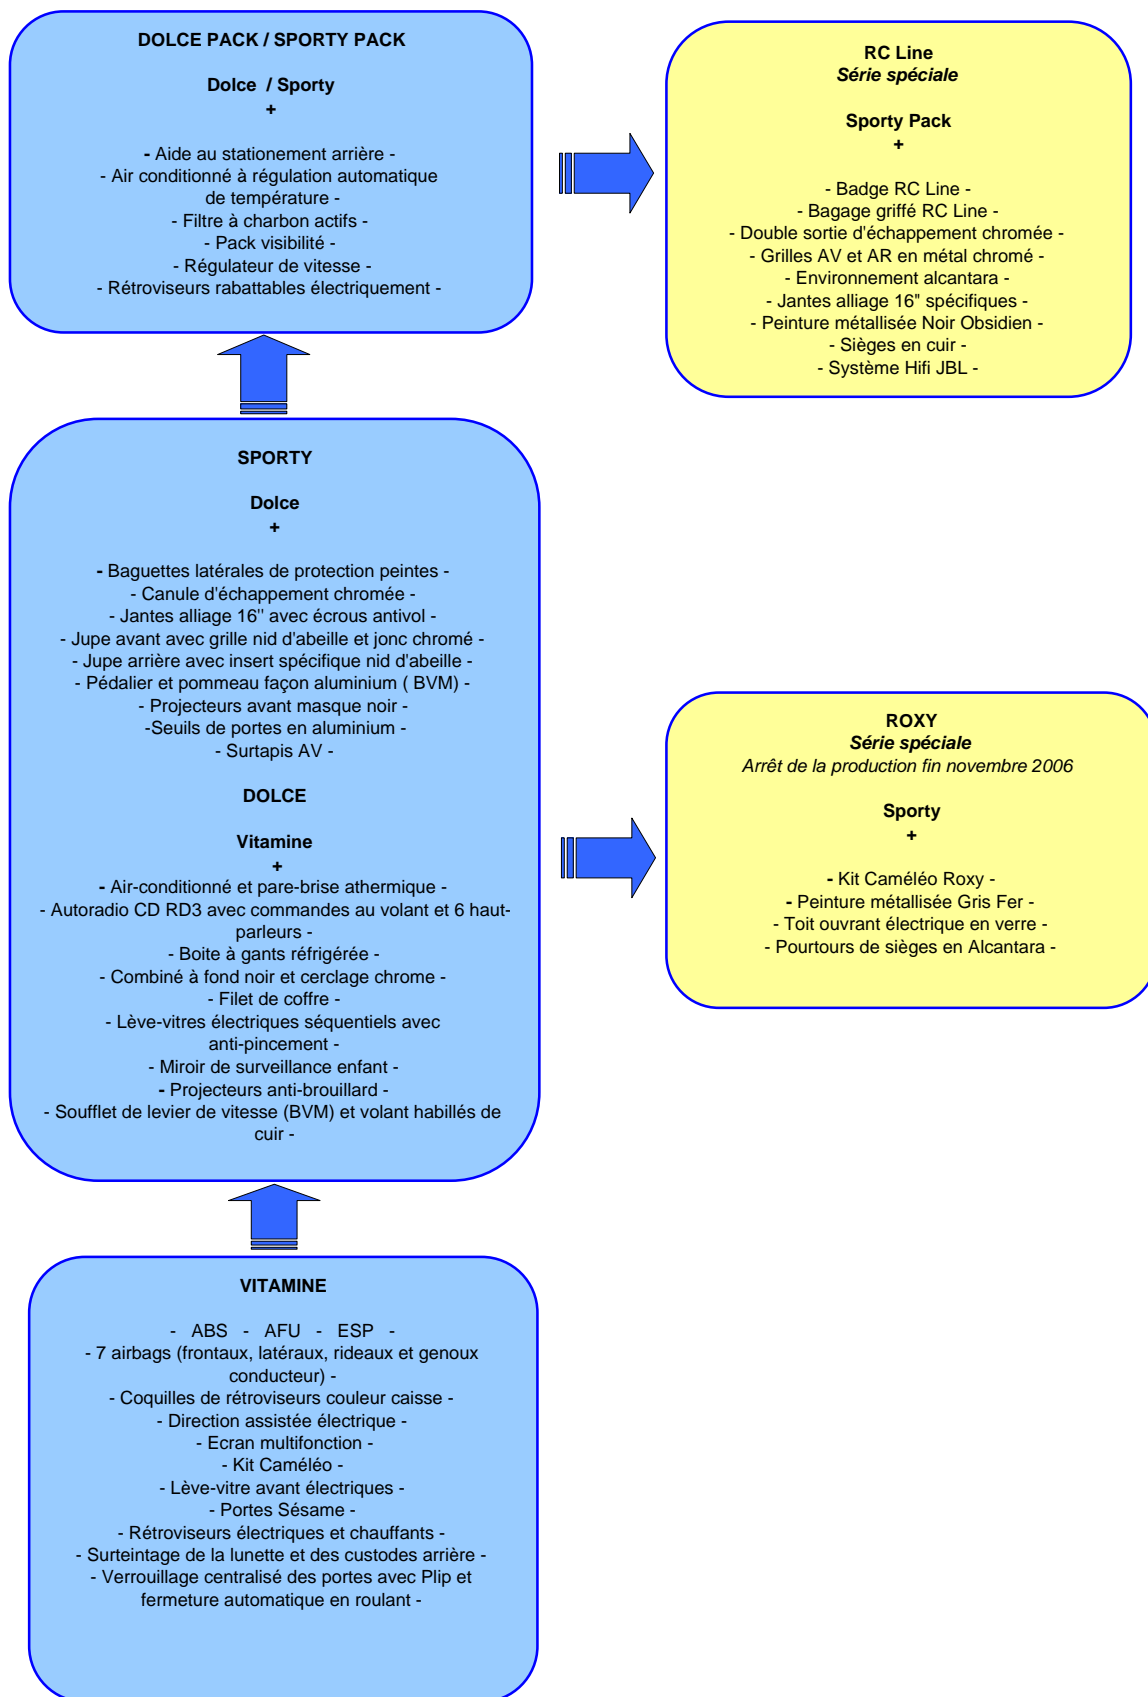 DOLCE PACK / SPORTY PACK
Dolce / Sporty
+
- Aide au stationement arrière -
- Air conditionné à régulation automatique
de température -
- Filtre à charbon actifs -
- Pack visibilité -
- Régulateur de vitesse -
- Rétroviseurs rabattables électriquement -
RC Line
Série spéciale
Sporty Pack
+
- Badge RC Line -
- Bagage griffé RC Line -
- Double sortie d'échappement chromée -
- Grilles AV et AR en métal chromé -
- Environnement alcantara -
- Jantes alliage 16" spécifiques -
- Peinture métallisée Noir Obsidien -
- Sièges en cuir -
- Système Hifi JBL -
SPORTY
Dolce
+
- Baguettes latérales de protection peintes -
- Canule d'échappement chromée -
- Jantes alliage 16'' avec écrous antivol -
- Jupe avant avec grille nid d'abeille et jonc chromé -
- Jupe arrière avec insert spécifique nid d'abeille -
- Pédalier et pommeau façon aluminium ( BVM) -
- Projecteurs avant masque noir -
-Seuils de portes en aluminium -
- Surtapis AV -
DOLCE
Vitamine
+
- Air-conditionné et pare-brise athermique -
- Autoradio CD RD3 avec commandes au volant et 6 haut-
parleurs -
- Boite à gants réfrigérée -
- Combiné à fond noir et cerclage chrome -
- Filet de coffre -
- Lève-vitres électriques séquentiels avec
anti-pincement -
- Miroir de surveillance enfant -
- Projecteurs anti-brouillard -
- Soufflet de levier de vitesse (BVM) et volant habillés de
cuir -
ROXY
Série spéciale
Arrêt de la production fin novembre 2006
Sporty
+
- Kit Caméléo Roxy -
- Peinture métallisée Gris Fer -
- Toit ouvrant électrique en verre -
- Pourtours de sièges en Alcantara -
VITAMINE
- ABS - AFU - ESP -
- 7 airbags (frontaux, latéraux, rideaux et genoux
conducteur) -
- Coquilles de rétroviseurs couleur caisse -
- Direction assistée électrique -
- Ecran multifonction -
- Kit Caméléo -
- Lève-vitre avant électriques -
- Portes Sésame -
- Rétroviseurs électriques et chauffants -
- Surteintage de la lunette et des custodes arrière -
- Verrouillage centralisé des portes avec Plip et
fermeture automatique en roulant -